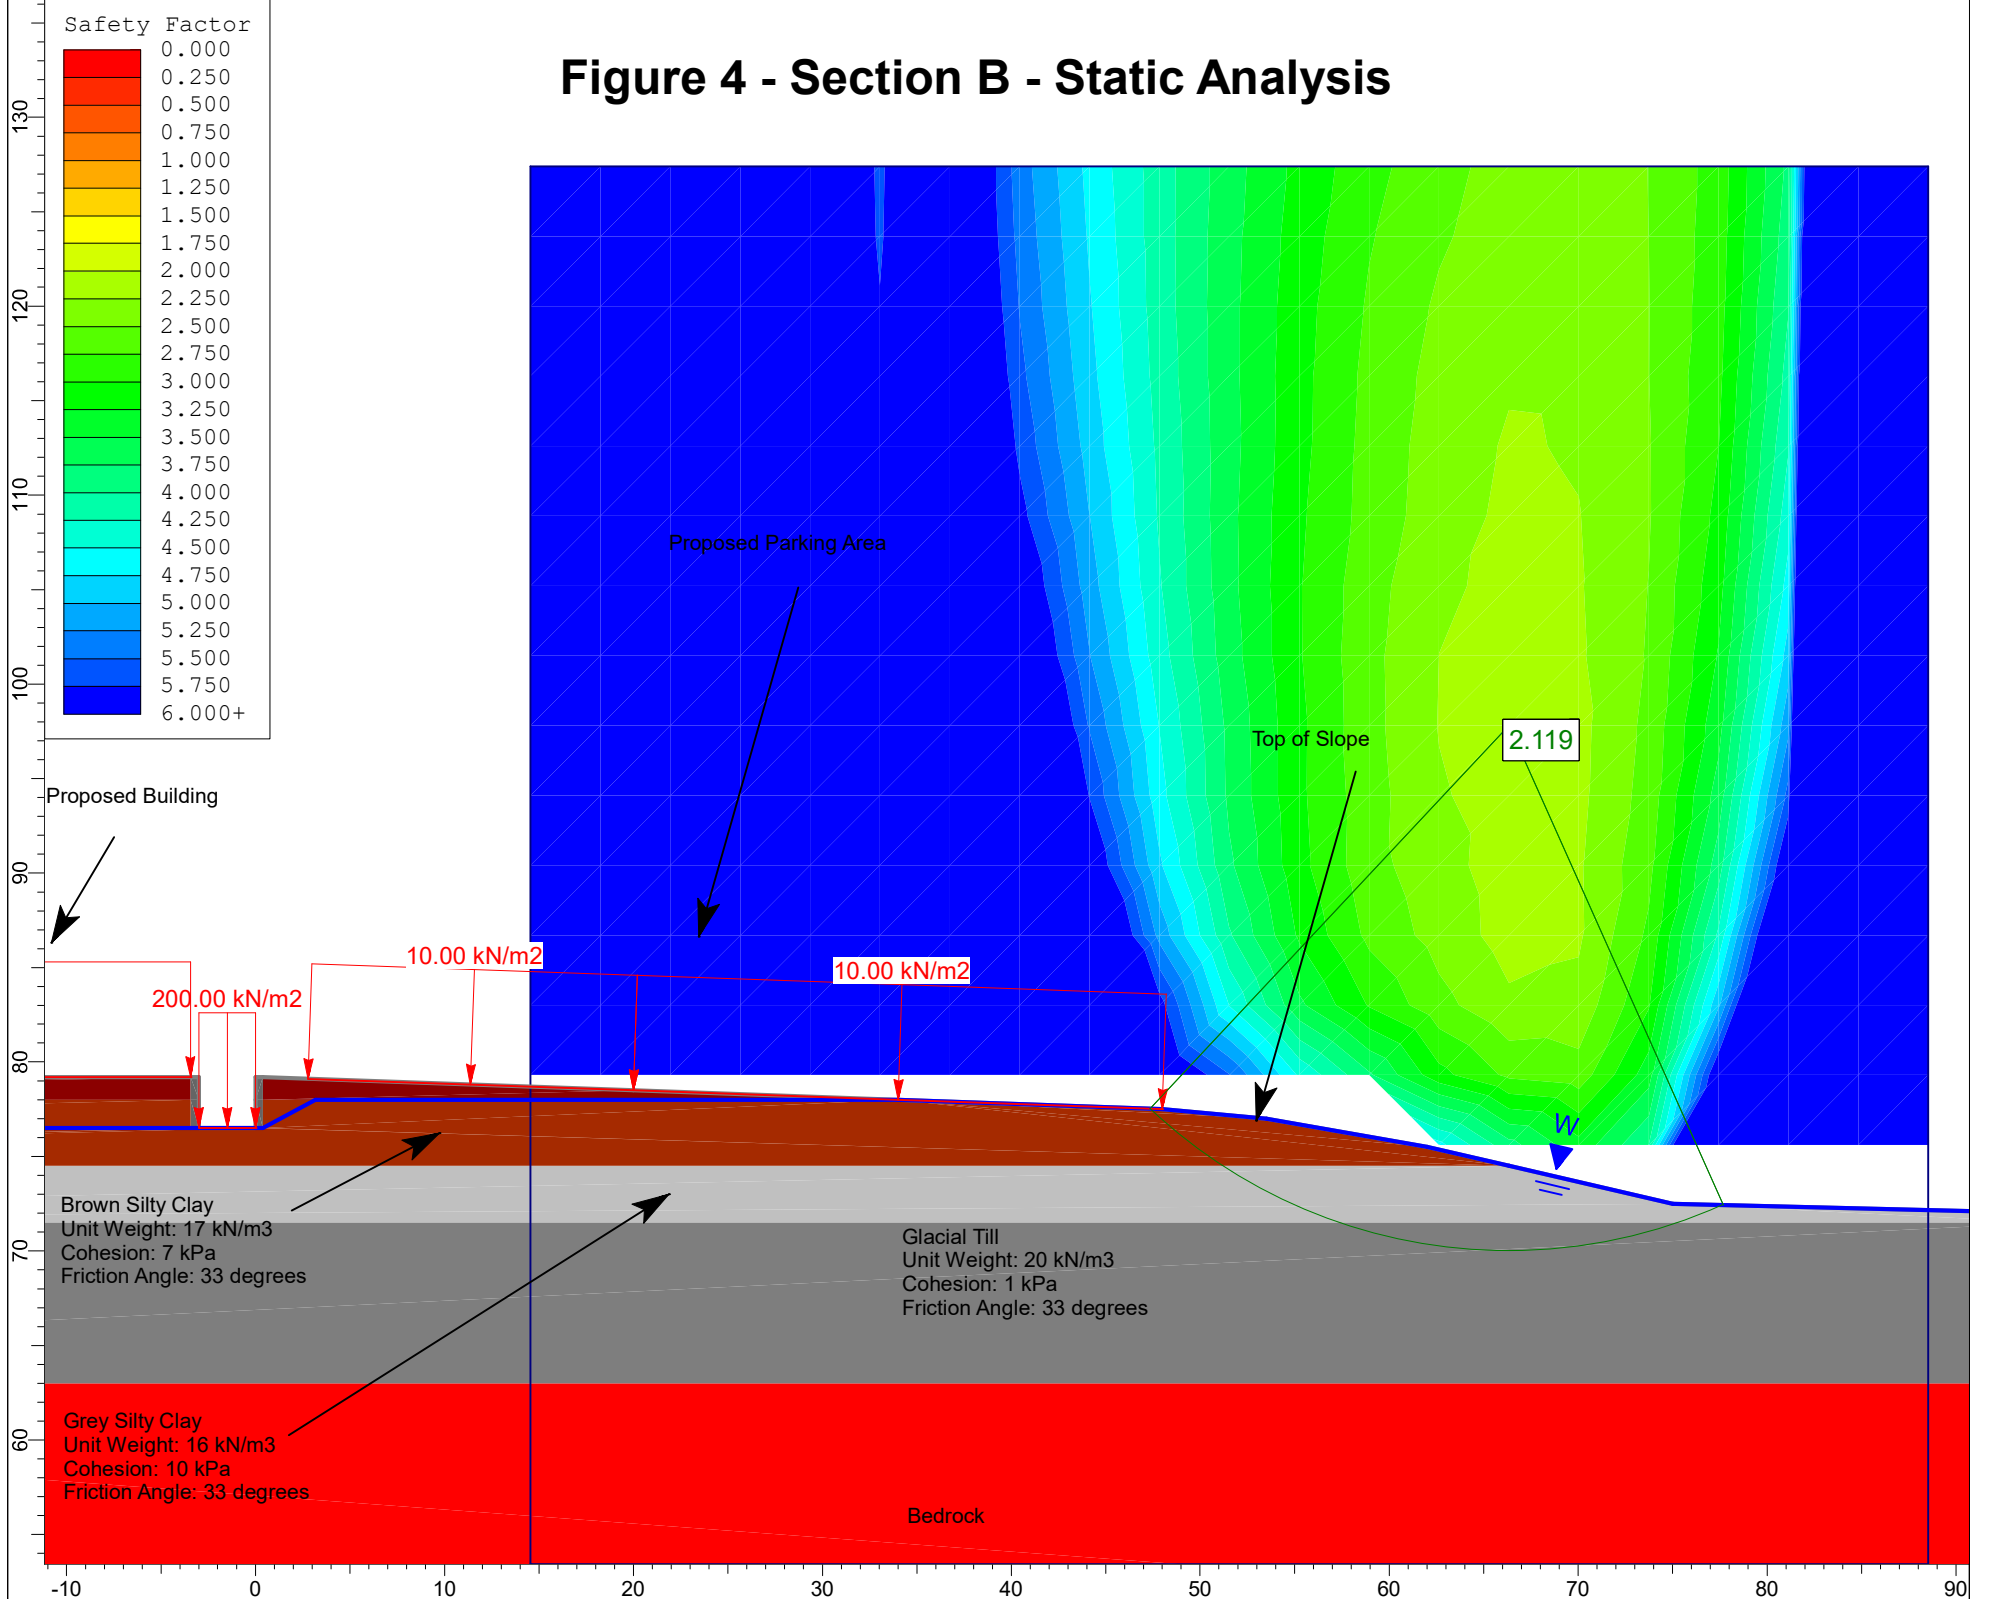 Safety Factor
0.000
0.250
0.500
0.750
1.000
1.250
1.500
1.750
2.000
2.250
2.500
2.750
3.000
3.250
3.500
3.750
4.000
4.250
4.500
4.750
5.000
5.250
5.500
5.750
6.000+
Figure 4 - Section B - Static Analysis
Proposed Parking Area
Top of Slope
2.119
Proposed Building
10.00 kN/m2
10.00 kN/m2
200.00 kN/m2
W
Brown Silty Clay
Unit Weight: 17 kN/m3
Cohesion: 7 kPa
Friction Angle: 33 degrees
Glacial Till
Unit Weight: 20 kN/m3
Cohesion: 1 kPa
Friction Angle: 33 degrees
Grey Silty Clay
Unit Weight: 16 kN/m3
Cohesion: 10 kPa
Friction Angle: 33 degrees
Bedrock
130
120
110
100
90
80
70
60
-10 0 10 20 30 40 50 60 70 80 90